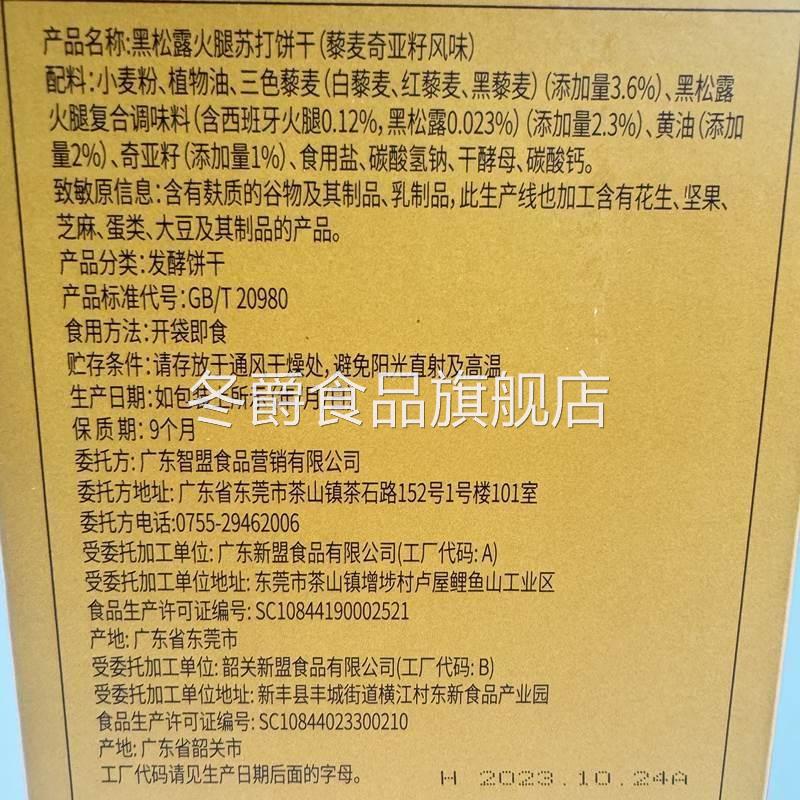 产品名称:黑松露火腿苏打饼干(藜麦奇亚籽风味)
配料:小麦粉、植物油、三色藜麦(白藜麦、红藜麦、黑藜麦)(添加量3.6%)、黑松露
火腿复合调味料(含西班牙火腿0.12%,黑松露0.023%)(添加量2.3%)、黄油(添加
量2%)、奇亚籽(添加量1%)、食用盐、碳酸氢钠、干酵母、碳酸钙。
致敏原信息:含有麸质的谷物及其制品、乳制品,此生产线也加工含有花生、坚果、
芝麻、蛋类、大豆及其制品的产品。
产品分类:发酵饼干
产品标准代号:GB/T 20980
食用方法:开袋即食
贮存条件:请存放于通风干燥处,避免阳光直射及高温
生产日期:如包装上所
冬爵食品旗舰店
保质期:9个月
委托方:广东智盟食品营销有限公司
委托方地址:广东省东莞市茶山镇茶石路152号1号楼101室
委托方电话:0755-29462006
受委托加工单位:广东新盟食品有限公司(工厂代码:A)
受委托加工单位地址:东莞市茶山镇增埗村卢屋鲤鱼山工业区
食品生产许可证编号:SC10844190002521
产地:广东省东莞市
受委托加工单位:韶关新盟食品有限公司(工厂代码:B)
受委托加工单位地址:新丰县丰城街道横江村东新食品产业园
食品生产许可证编号:SC10844023300210
产地:广东省韶关市
工厂代码请见生产日期后面的字母。
H 2023.10.24A